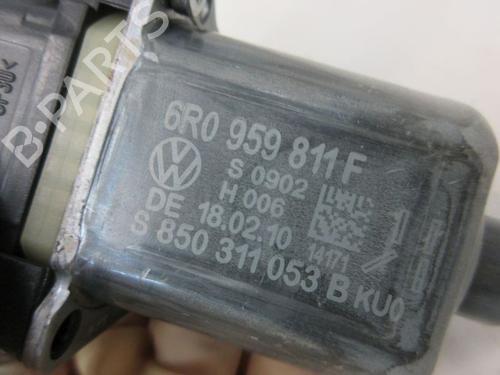 6R0 959 811 F
S 0902
H 006
DE 18.02.10
14171
S 850 311 053 B KU0
B-PARTS